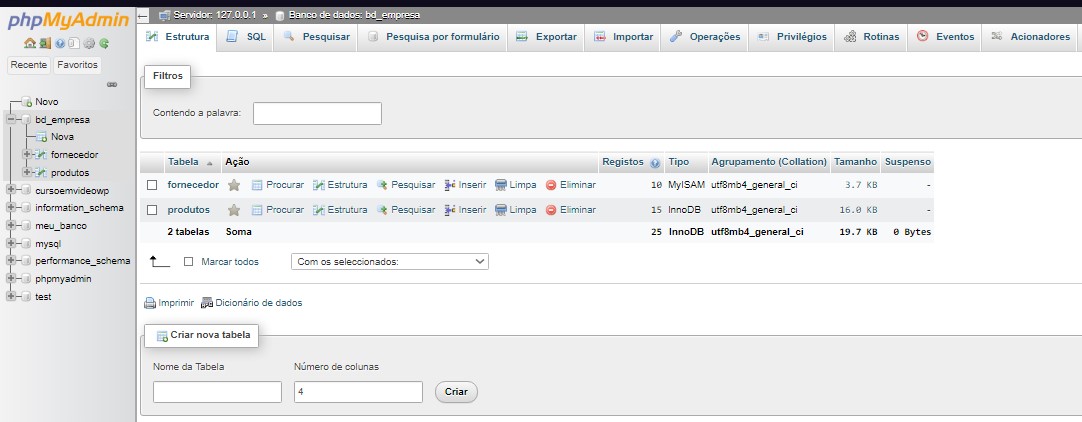 phpMyAdmin
Recente Favoritos
Novo
bd_empresa
Nova
fornecedor
produtos
cursoemvideowp
information_schema
meu_banco
mysql
performance_schema
phpmyadmin
test
Servidor: 127.0.0.1 » Banco de dados: bd_empresa
Estrutura SQL Pesquisar Pesquisa por formulário Exportar Importar Operações Privilégios Rotinas Eventos Acionadores
Filtros
Contendo a palavra:
Tabela Ação Registos Tipo Agrupamento (Collation) Tamanho Suspenso
fornecedor Procurar Estrutura Pesquisar Inserir Limpa Eliminar 10 MyISAM utf8mb4_general_ci 3.7 KB -
produtos Procurar Estrutura Pesquisar Inserir Limpa Eliminar 15 InnoDB utf8mb4_general_ci 16.0 KB -
2 tabelas Soma 25 InnoDB utf8mb4_general_ci 19.7 KB 0 Bytes
Marcar todos Com os seleccionados:
Imprimir Dicionário de dados
Criar nova tabela
Nome da Tabela Número de colunas
4 Criar